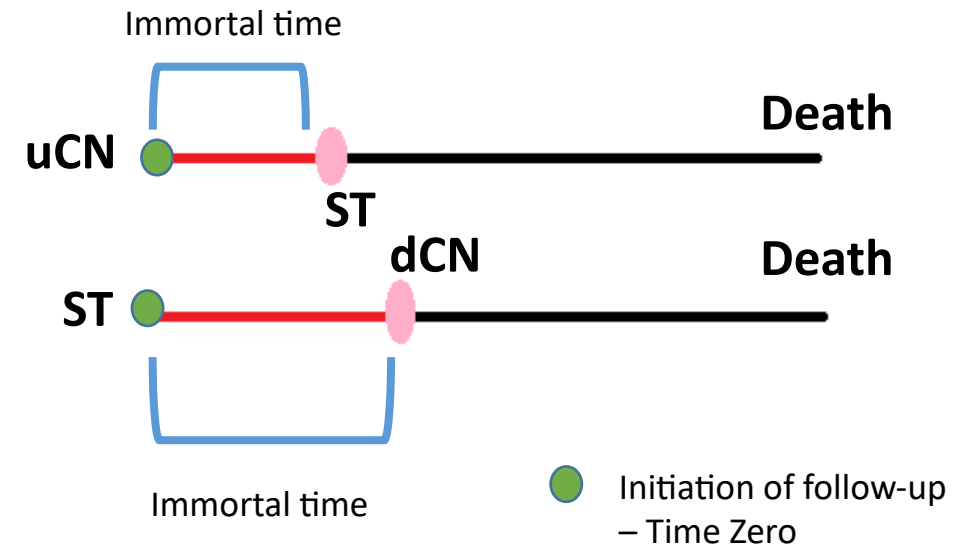 Immortal time
Death
uCN
ST
dCN
Death
ST
Immortal time
Initiation of follow-up
– Time Zero